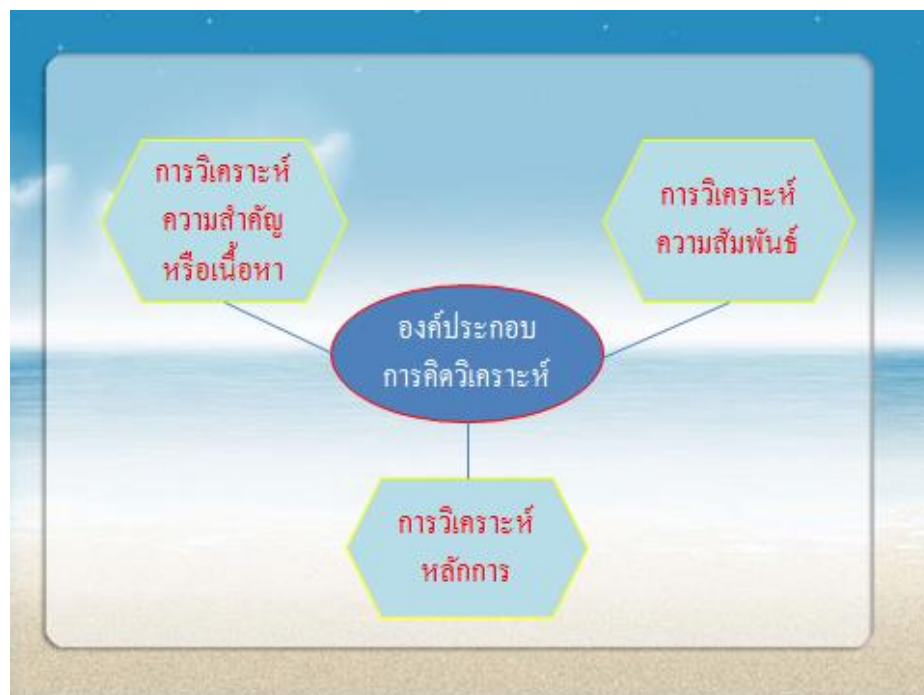 การวิเคราะห์
ความสำคัญ
หรือเนื้อหา
การวิเคราะห์
ความสัมพันธ์
องค์ประกอบ
การคิดวิเคราะห์
การวิเคราะห์
หลักการ